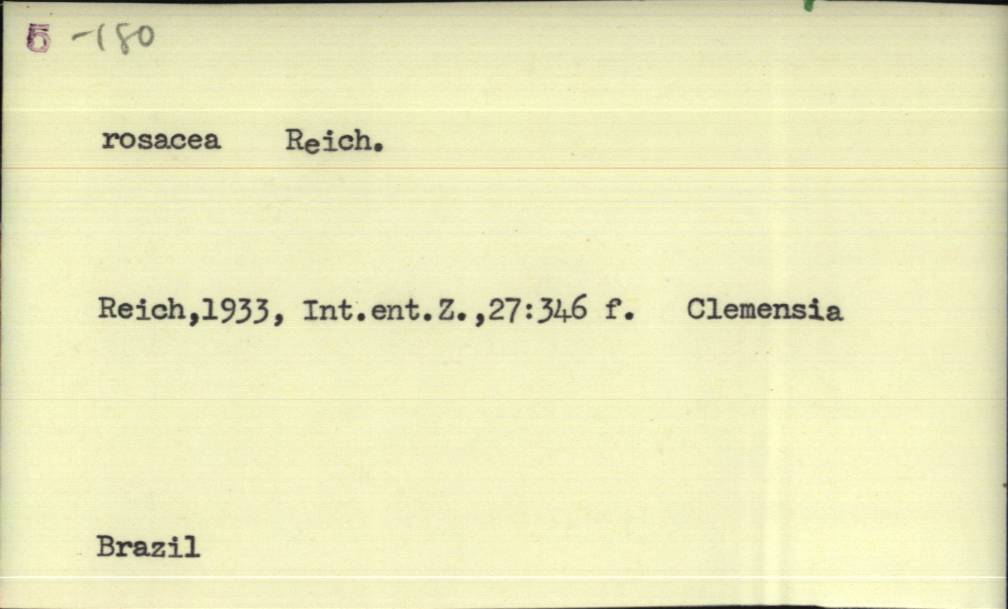 5 -180
rosacea Reich.
Reich,1933, Int.ent.Z.,27:346 f. Clemensia
Brazil